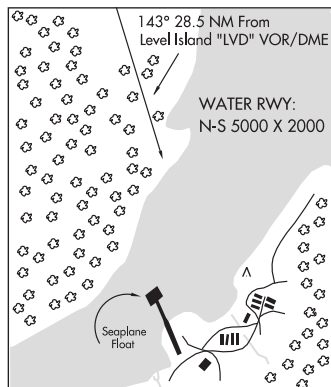 143° 28.5 NM From
Level Island "LVD" VOR/DME
WATER RWY:
N-S 5000 X 2000
Seaplane
Float